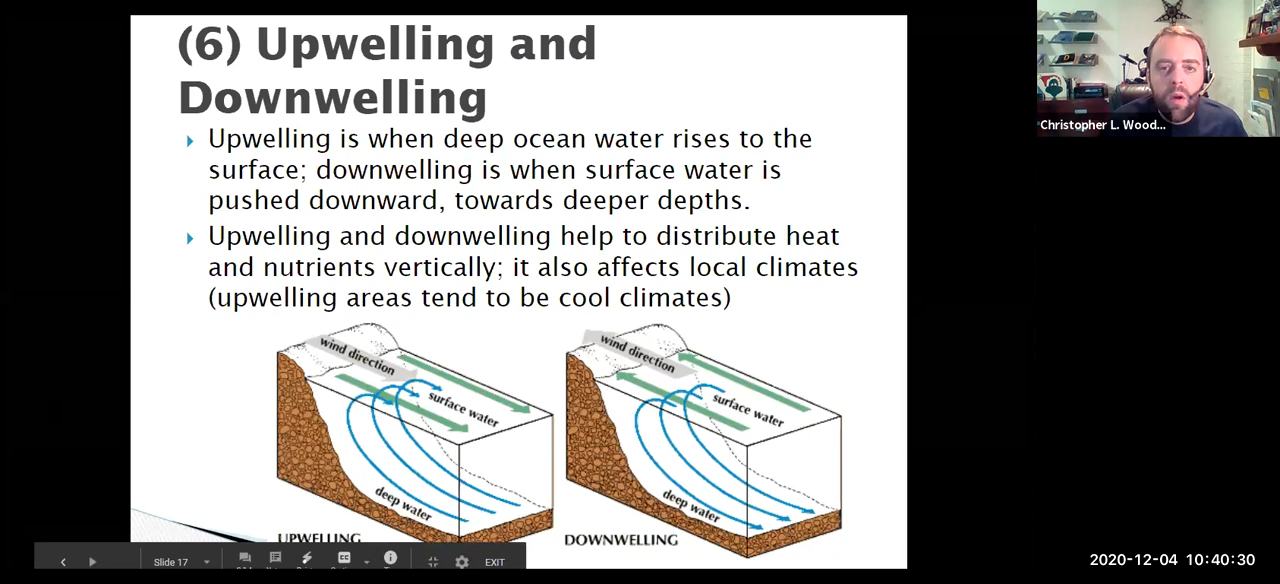 (6) Upwelling and
Downwelling
Upwelling is when deep ocean water rises to the
surface; downwelling is when surface water is
pushed downward, towards deeper depths.
Upwelling and downwelling help to distribute heat
and nutrients vertically; it also affects local climates
(upwelling areas tend to be cool climates)
wind direction
surface water
deep water
UPWELLING
wind direction
surface water
deep water
DOWNWELLING
Slide 17
EXIT
Christopher L. Wood...
2020-12-04 10:40:30